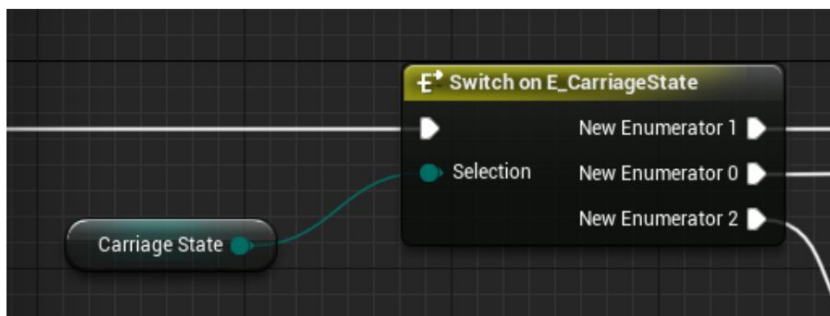 Switch on E_CarriageState
New Enumerator 1
Selection
New Enumerator 0
New Enumerator 2
Carriage State